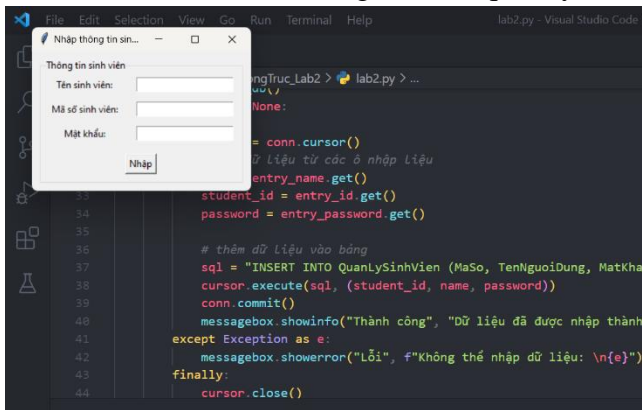 File Edit Selection View Go Run Terminal Help lab2.py - Visual Studio Code
Nhập thông tin sin...
Thông tin sinh viên
Tên sinh viên:
Mã số sinh viên:
Mật khẩu:
Nhập
ongTruc_Lab2 > lab2.py > ...
None:
= conn.cursor()
ữ liệu từ các ô nhập liệu
entry_name.get()
33 student_id = entry_id.get()
34 password = entry_password.get()
35
36 # thêm dữ liệu vào bảng
37 sql = "INSERT INTO QuanLySinhVien (MaSo, TenNguoiDung, MatKha
38 cursor.execute(sql, (student_id, name, password))
39 conn.commit()
40 messagebox.showinfo("Thành công", "Dữ liệu đã được nhập thành
41 except Exception as e:
42 messagebox.showerror("Lỗi", f"Không thể nhập dữ liệu: \n{e}")
43 finally:
44 cursor.close()